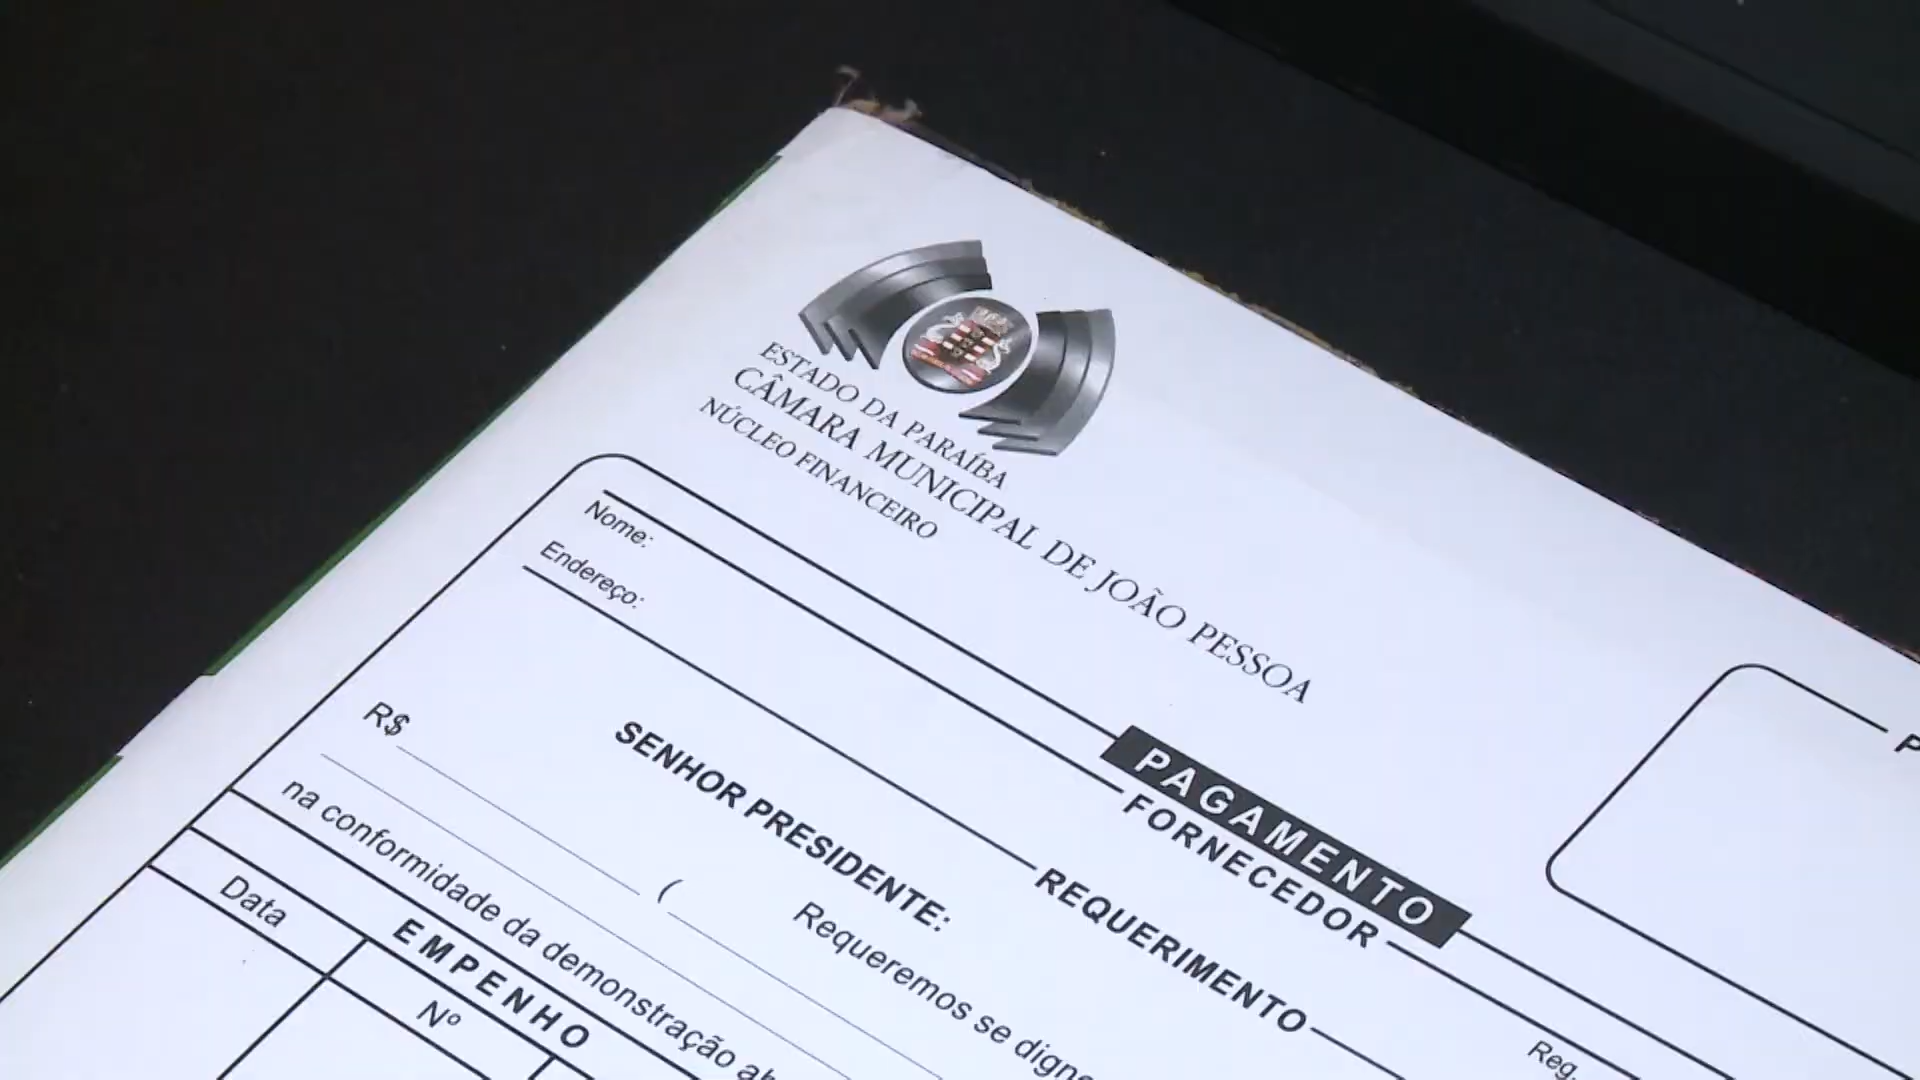 ESTADO DA PARAÍBA
CÂMARA MUNICIPAL DE JOÃO PESSOA
NÚCLEO FINANCEIRO
PAGAMENTO
Nome:
FORNECEDOR
Endereço:
REQUERIMENTO
Reg.
SENHOR PRESIDENTE:
Requeremos se
R$ (
na conformidade da demonstração
EMPENHO
Data
Nº